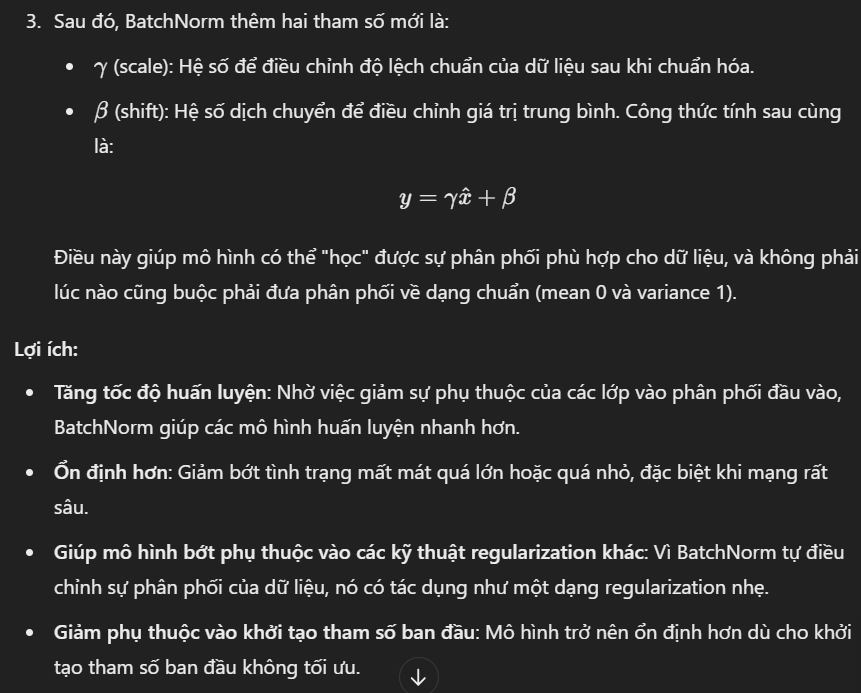 3. Sau đó, BatchNorm thêm hai tham số mới là:
• γ (scale): Hệ số để điều chỉnh độ lệch chuẩn của dữ liệu sau khi chuẩn hóa.
• β (shift): Hệ số dịch chuyển để điều chỉnh giá trị trung bình. Công thức tính sau cùng
là:
y = γx̂ + β
Điều này giúp mô hình có thể "học" được sự phân phối phù hợp cho dữ liệu, và không phải
lúc nào cũng buộc phải đưa phân phối về dạng chuẩn (mean 0 và variance 1).
Lợi ích:
• Tăng tốc độ huấn luyện: Nhờ việc giảm sự phụ thuộc của các lớp vào phân phối đầu vào,
BatchNorm giúp các mô hình huấn luyện nhanh hơn.
• Ổn định hơn: Giảm bớt tình trạng mất mát quá lớn hoặc quá nhỏ, đặc biệt khi mạng rất
sâu.
• Giúp mô hình bớt phụ thuộc vào các kỹ thuật regularization khác: Vì BatchNorm tự điều
chỉnh sự phân phối của dữ liệu, nó có tác dụng như một dạng regularization nhẹ.
• Giảm phụ thuộc vào khởi tạo tham số ban đầu: Mô hình trở nên ổn định hơn dù cho khởi
tạo tham số ban đầu không tối ưu.